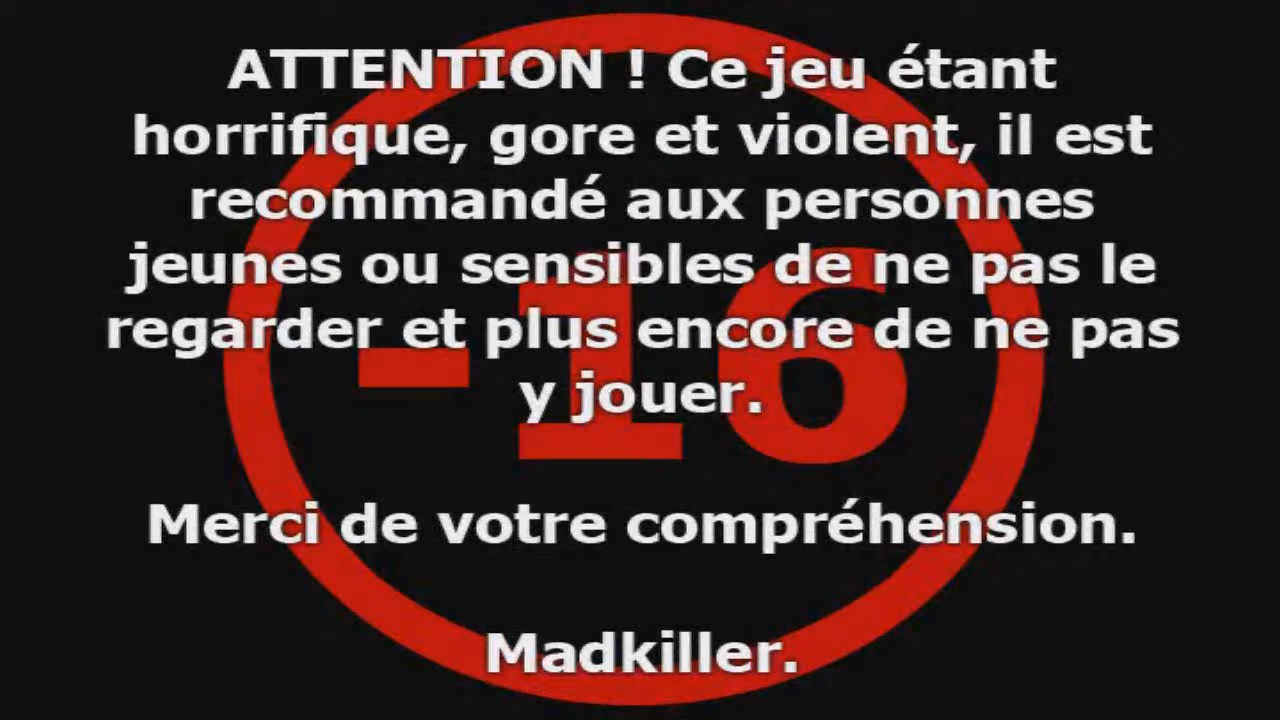 ATTENTION ! Ce jeu étant
horrifique, gore et violent, il est
recommandé aux personnes
jeunes ou sensibles de ne pas le
regarder et plus encore de ne pas
y jouer.
-16
Merci de votre compréhension.
Madkiller.